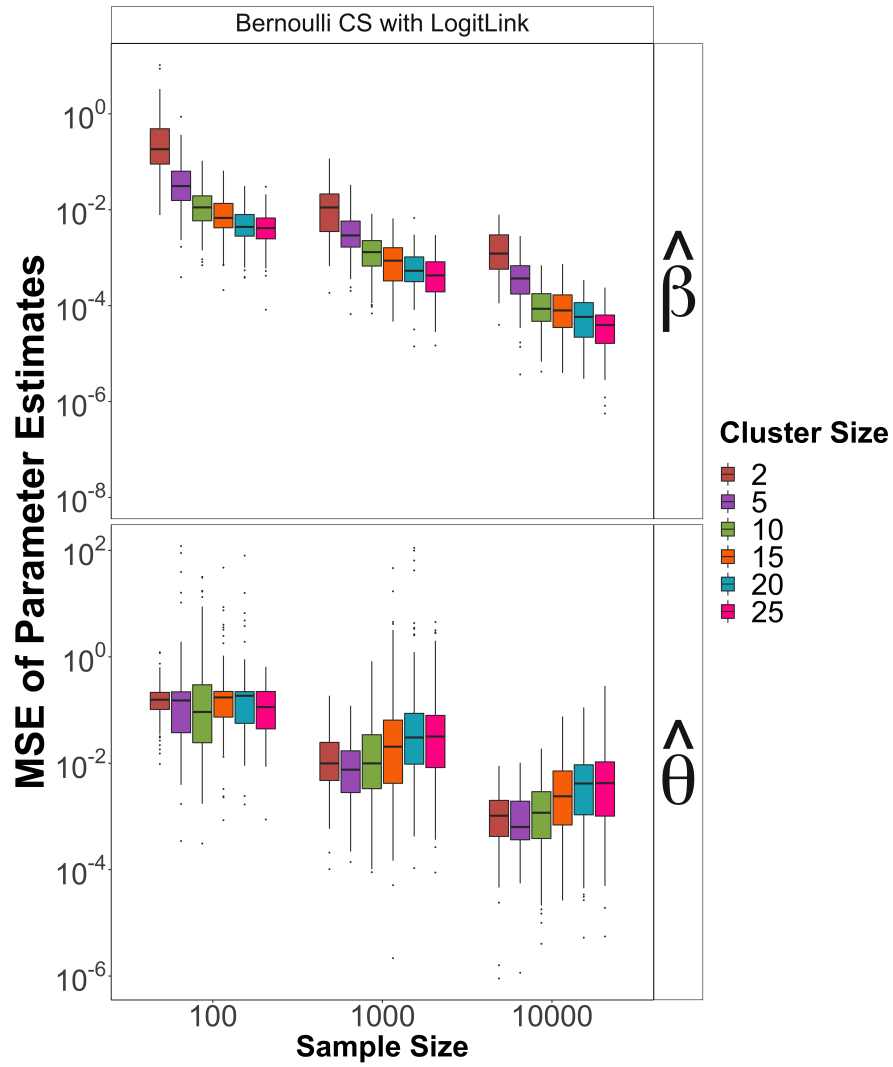 Bernoulli CS with LogitLink
MSE of Parameter Estimates
10^0
10^-2
10^-4
10^-6
10^-8
β̂
10^2
10^0
10^-2
10^-4
10^-6
θ̂
100 1000 10000
Sample Size
Cluster Size
2
5
10
15
20
25